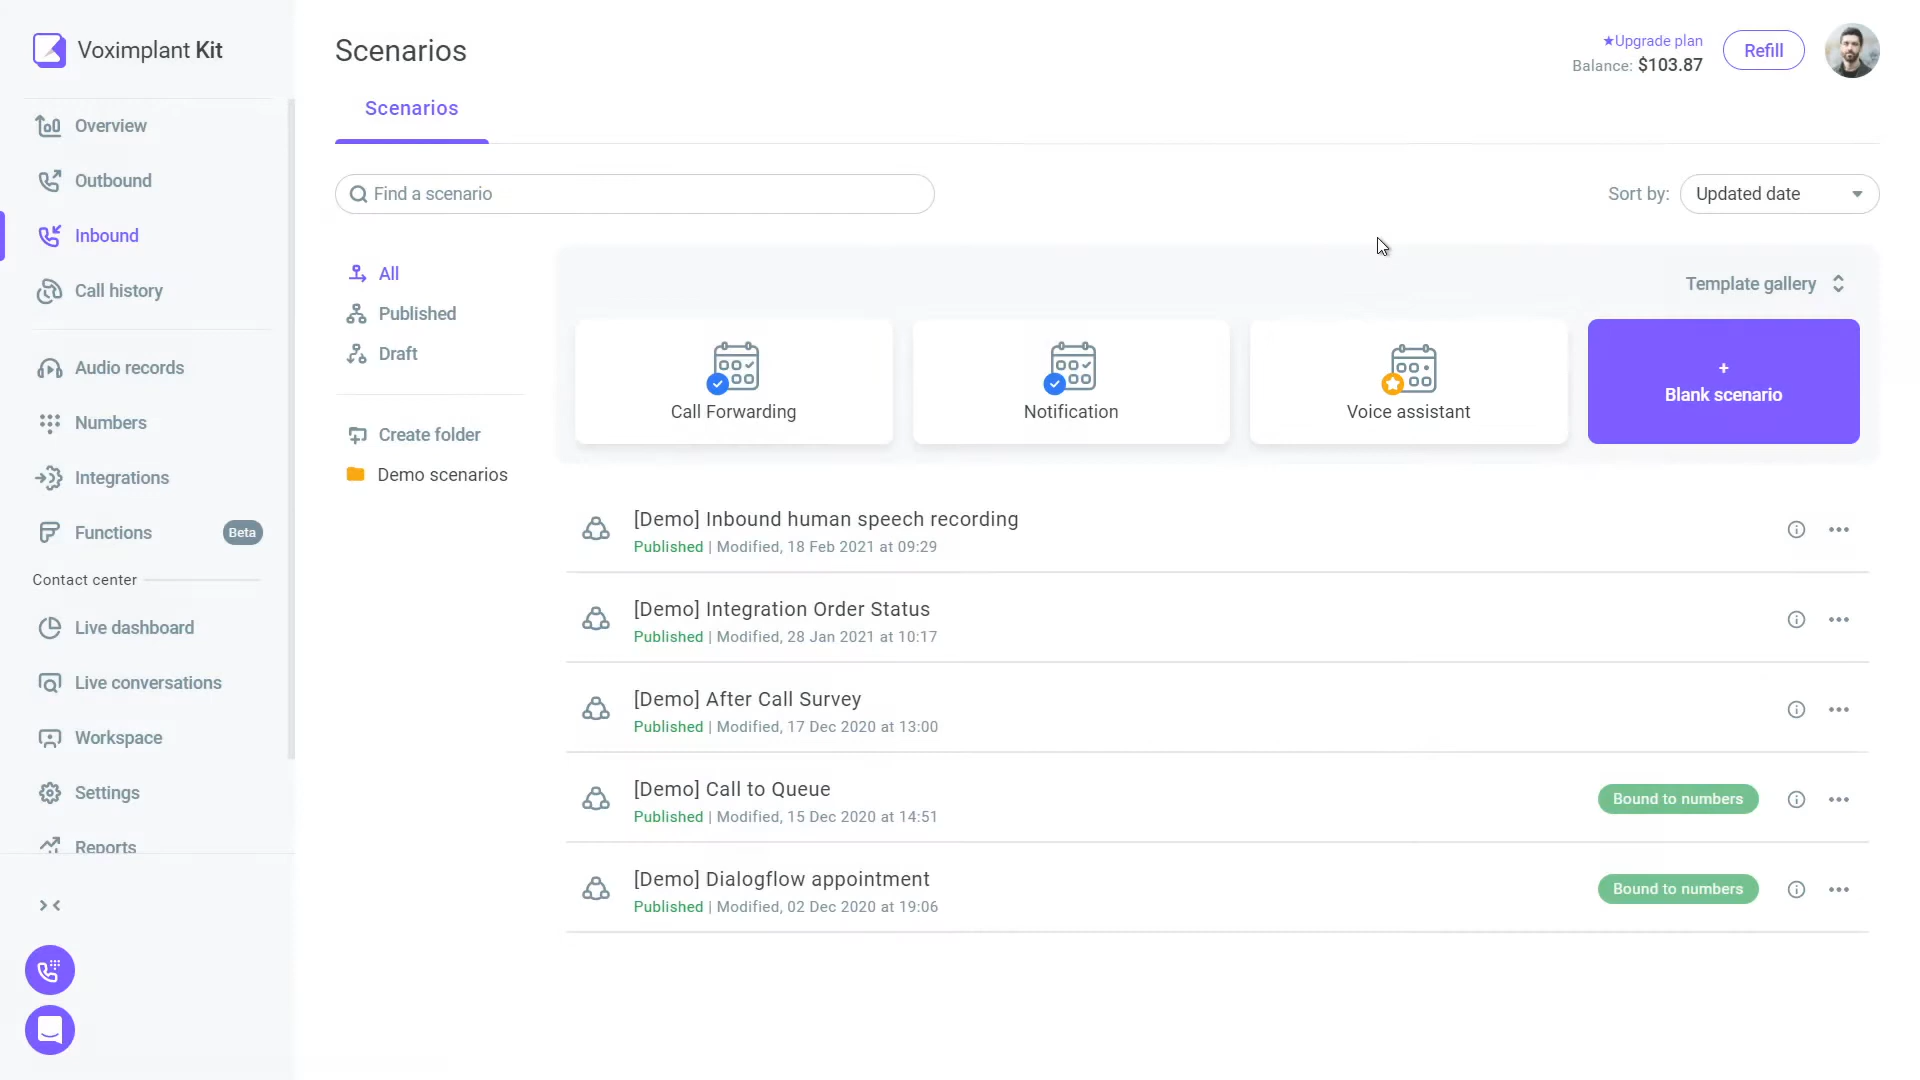 Voximplant Kit
Overview
Outbound
Inbound
Call history
Audio records
Numbers
Integrations
Functions Beta
Contact center
Live dashboard
Live conversations
Workspace
Settings
Reports
Scenarios
★Upgrade plan
Balance: $103.87
Refill
Scenarios
Find a scenario
Sort by: Updated date
All
Published
Draft
Create folder
Demo scenarios
Template gallery
Call Forwarding
Notification
Voice assistant
+
Blank scenario
[Demo] Inbound human speech recording
Published | Modified, 18 Feb 2021 at 09:29
[Demo] Integration Order Status
Published | Modified, 28 Jan 2021 at 10:17
[Demo] After Call Survey
Published | Modified, 17 Dec 2020 at 13:00
[Demo] Call to Queue
Published | Modified, 15 Dec 2020 at 14:51
Bound to numbers
[Demo] Dialogflow appointment
Published | Modified, 02 Dec 2020 at 19:06
Bound to numbers